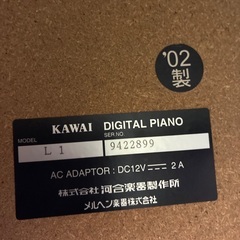 '02
製
KAWAI DIGITAL PIANO
MODEL L 1 SER.NO. 9422899
AC ADAPTOR : DC12V ⎓ 2 A
株式会社 河合楽器製作所
メルヘン楽器株式会社